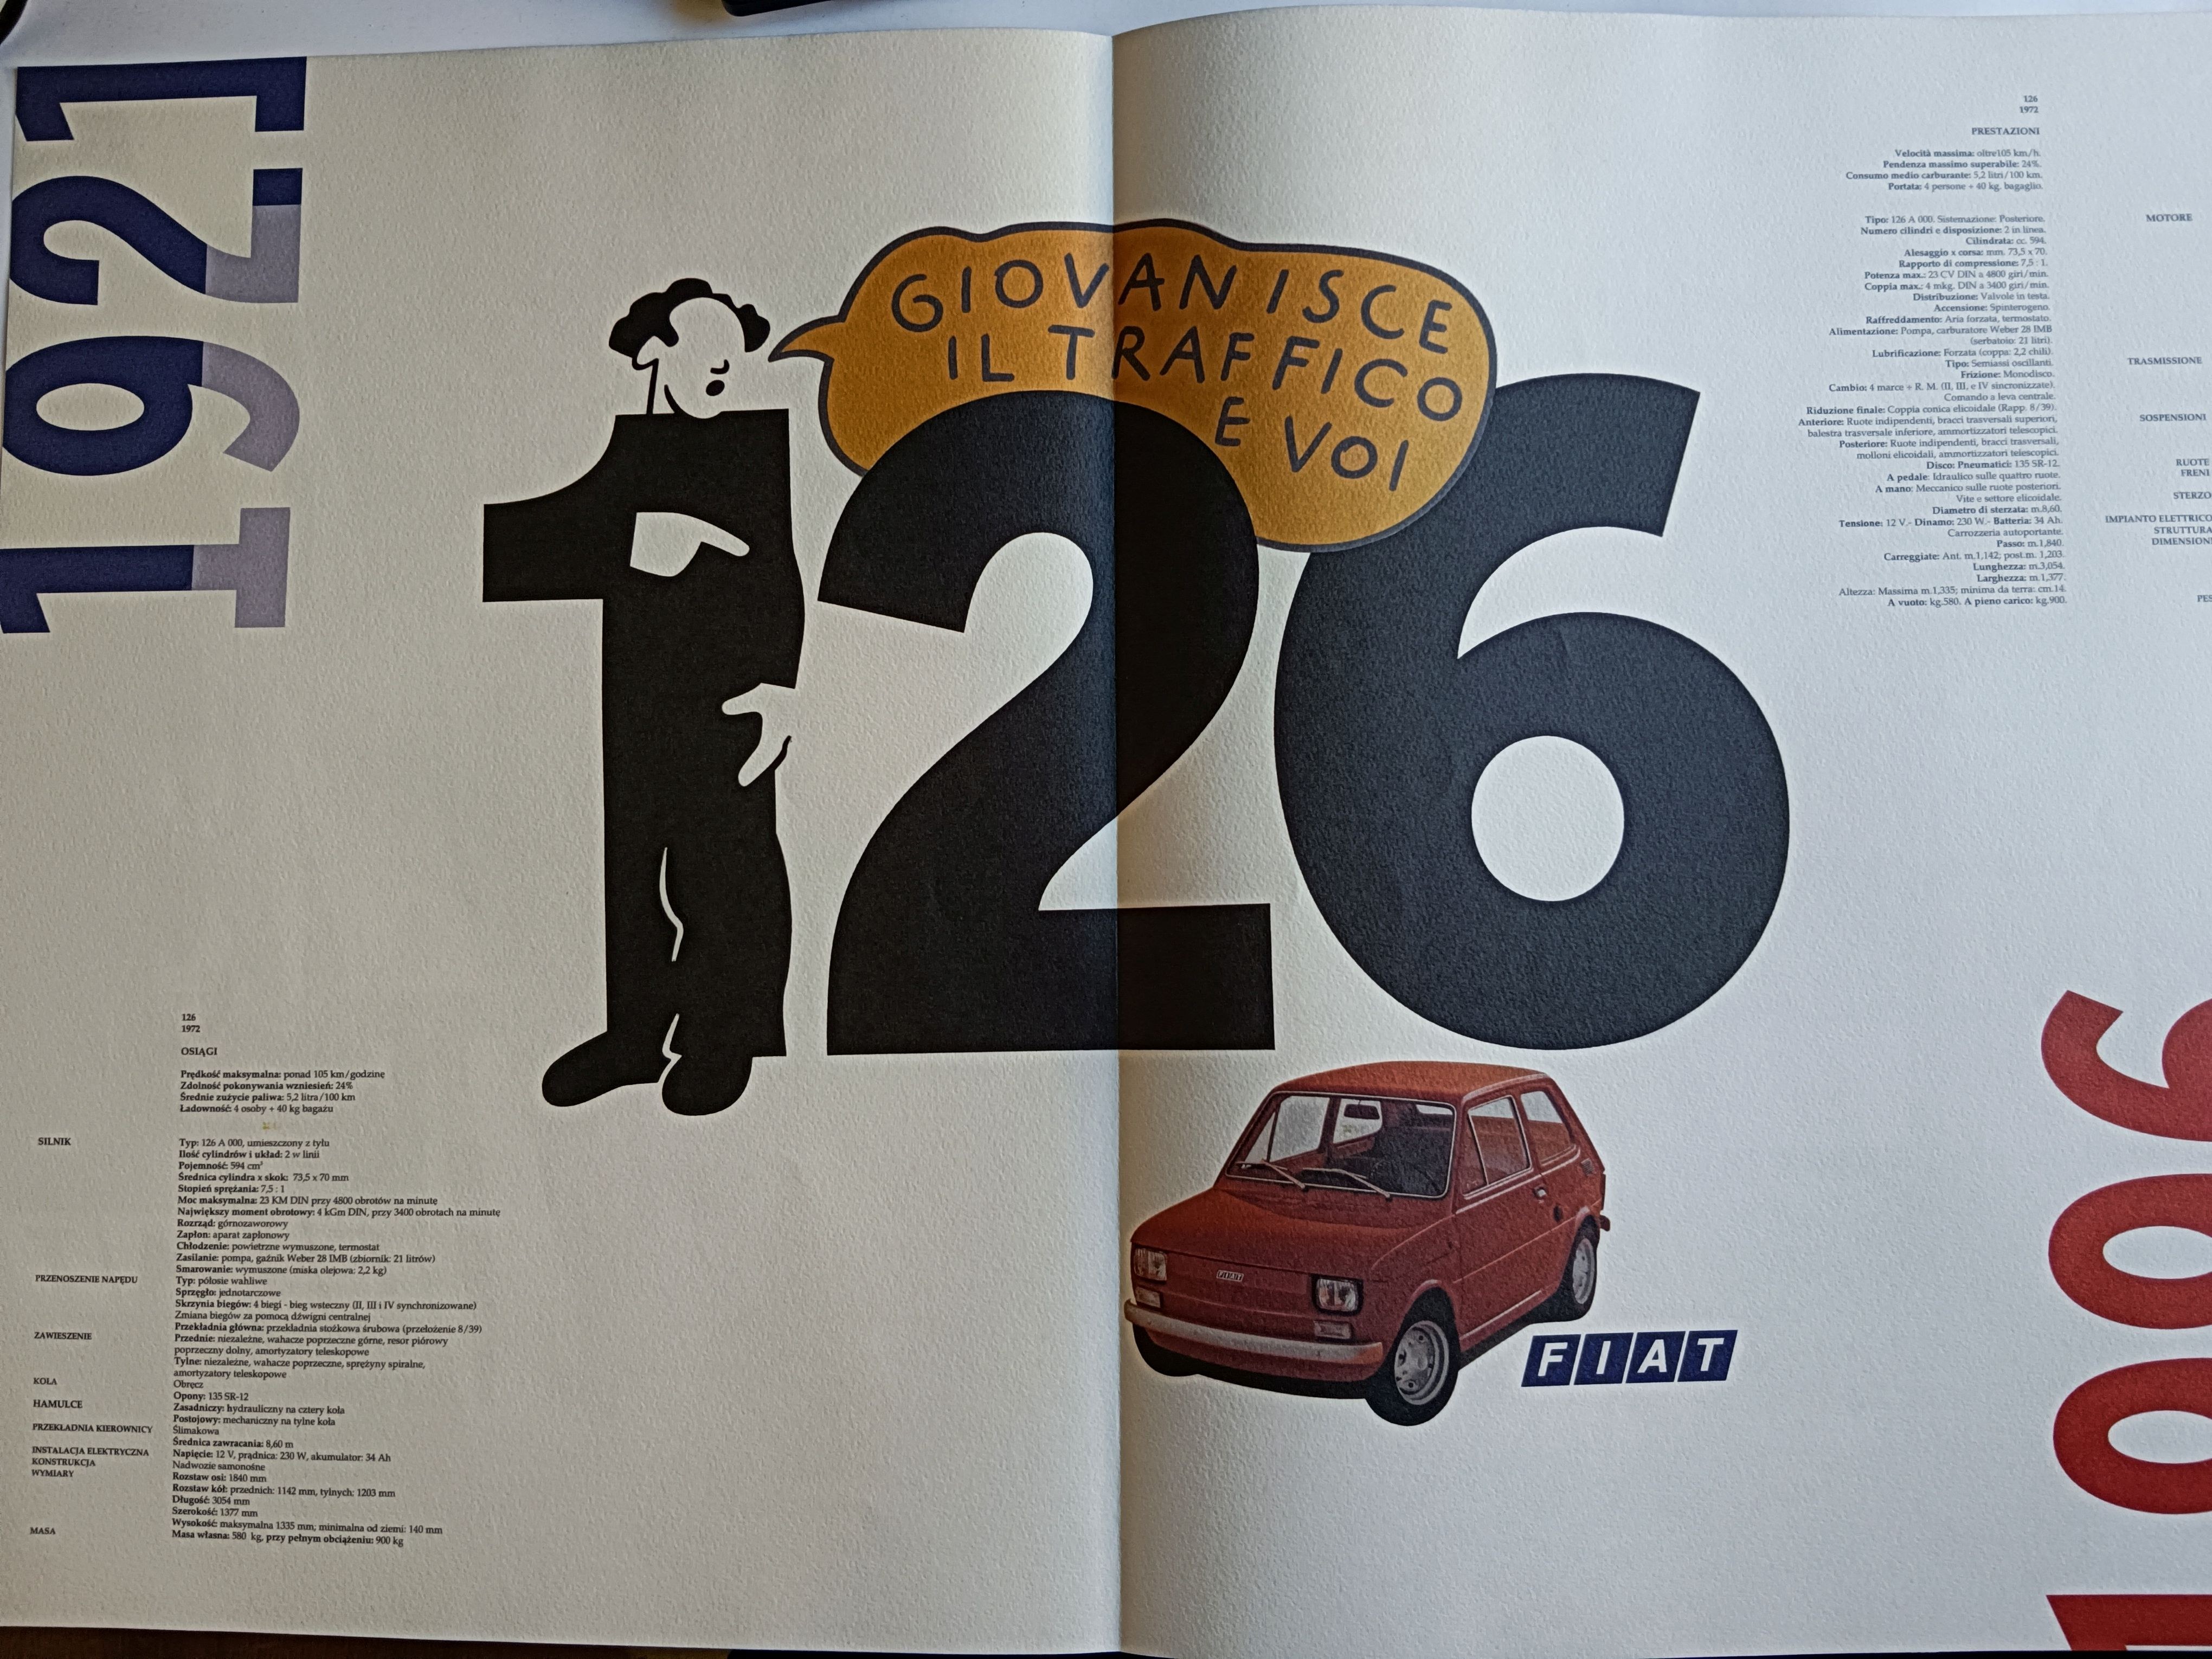 1921
GIOVANISCE
IL TRAFFICO
E VOI
126
FIAT
126
1972
OSIĄGI
Prędkość maksymalna: ponad 105 km/godzinę
Zdolność pokonywania wzniesień: 24%
Średnie zużycie paliwa: 5,2 litra/100 km
Ładowność: 4 osoby + 40 kg bagażu
SILNIK
Typ: 126 A 000, umieszczony z tyłu
Ilość cylindrów i układ: 2 w linii
Pojemność: 594 cm³
Średnica cylindra x skok: 73,5 x 70 mm
Stopień sprężania: 7,5 : 1
Moc maksymalna: 23 KM DIN przy 4800 obrotów na minutę
Największy moment obrotowy: 4 kGm DIN, przy 3400 obrotach na minutę
Rozrząd: górnozaworowy
Zapłon: aparat zapłonowy
Chłodzenie: powietrzne wymuszone, termostat
Zasilanie: pompa, gaźnik Weber 28 IMB (zbiornik: 21 litrów)
Smarowanie: wymuszone (miska olejowa: 2,2 kg)
PRZENOSZENIE NAPĘDU
Typ: półosie wahliwe
Sprzęgło: jednotarczowe
Skrzynia biegów: 4 biegi - bieg wsteczny (II, III i IV synchronizowane)
Zmiana biegów za pomocą dźwigni centralnej
Przekładnia główna: przekładnia stożkowa śrubowa (przełożenie 8/39)
ZAWIESZENIE
Przednie: niezależne, wahacze poprzeczne górne, resor piórowy
poprzeczny dolny, amortyzatory teleskopowe
Tylne: niezależne, wahacze poprzeczne, sprężyny spiralne,
amortyzatory teleskopowe
KOŁA
Obręcz
Opony: 135 SR-12
HAMULCE
Zasadniczy: hydrauliczny na cztery koła
Postojowy: mechaniczny na tylne koła
PRZEKŁADNIA KIEROWNICY
Ślimakowa
Średnica zawracania: 8,60 m
INSTALACJA ELEKTRYCZNA
Napięcie: 12 V, prądnica: 230 W, akumulator: 34 Ah
KONSTRUKCJA
Nadwozie samonośne
WYMIARY
Rozstaw osi: 1840 mm
Rozstaw kół: przednich: 1142 mm, tylnych: 1203 mm
Długość: 3054 mm
Szerokość: 1377 mm
Wysokość: maksymalna 1335 mm; minimalna od ziemi: 140 mm
MASA
Masa własna: 580 kg, przy pełnym obciążeniu: 900 kg
126
1972
PRESTAZIONI
Velocità massima: oltre105 km/h.
Pendenza massimo superabile: 24%.
Consumo medio carburante: 5,2 litri/100 km.
Portata: 4 persone + 40 kg. bagaglio.
Tipo: 126 A 000. Sistemazione: Posteriore.
MOTORE
Numero cilindri e disposizione: 2 in linea.
Cilindrata: cc. 594.
Alesaggio x corsa: mm. 73,5 x 70.
Rapporto di compressione: 7,5 : 1.
Potenza max.: 23 CV DIN a 4800 giri/min.
Coppia max.: 4 mkg. DIN a 3400 giri/min.
Distribuzione: Valvole in testa.
Accensione: Spinterogeno.
Raffreddamento: Aria forzata, termostato.
Alimentazione: Pompa, carburatore Weber 28 IMB
(serbatoio: 21 litri).
Lubrificazione: Forzata (coppa: 2,2 chili).
Tipo: Semiassi oscillanti.
TRASMISSIONE
Frizione: Monodisco.
Cambio: 4 marce + R. M. (II, III, e IV sincronizzate).
Comando a leva centrale.
Riduzione finale: Coppia conica elicoidale (Rapp. 8/39).
Anteriore: Ruote indipendenti, bracci trasversali superiori,
SOSPENSIONI
balestra trasversale inferiore, ammortizzatori telescopici.
Posteriore: Ruote indipendenti, bracci trasversali,
molloni elicoidali, ammortizzatori telescopici.
Disco: Pneumatici: 135 SR-12.
RUOTE
A pedale: Idraulico sulle quattro ruote.
FRENI
A mano: Meccanico sulle ruote posteriori.
Vite e settore elicoidale.
STERZO
Diametro di sterzata: m.8,60.
Tensione: 12 V.- Dinamo: 230 W.- Batteria: 34 Ah.
IMPIANTO ELETTRICO
Carrozzeria autoportante.
STRUTTURA
Passo: m.1,840.
DIMENSIONI
Carreggiate: Ant. m.1,142; post.m. 1,203.
Lunghezza: m.3,054.
Larghezza: m.1,377.
Altezza: Massima m.1,335; minima da terra: cm.14.
A vuoto: kg.580. A pieno carico: kg.900.